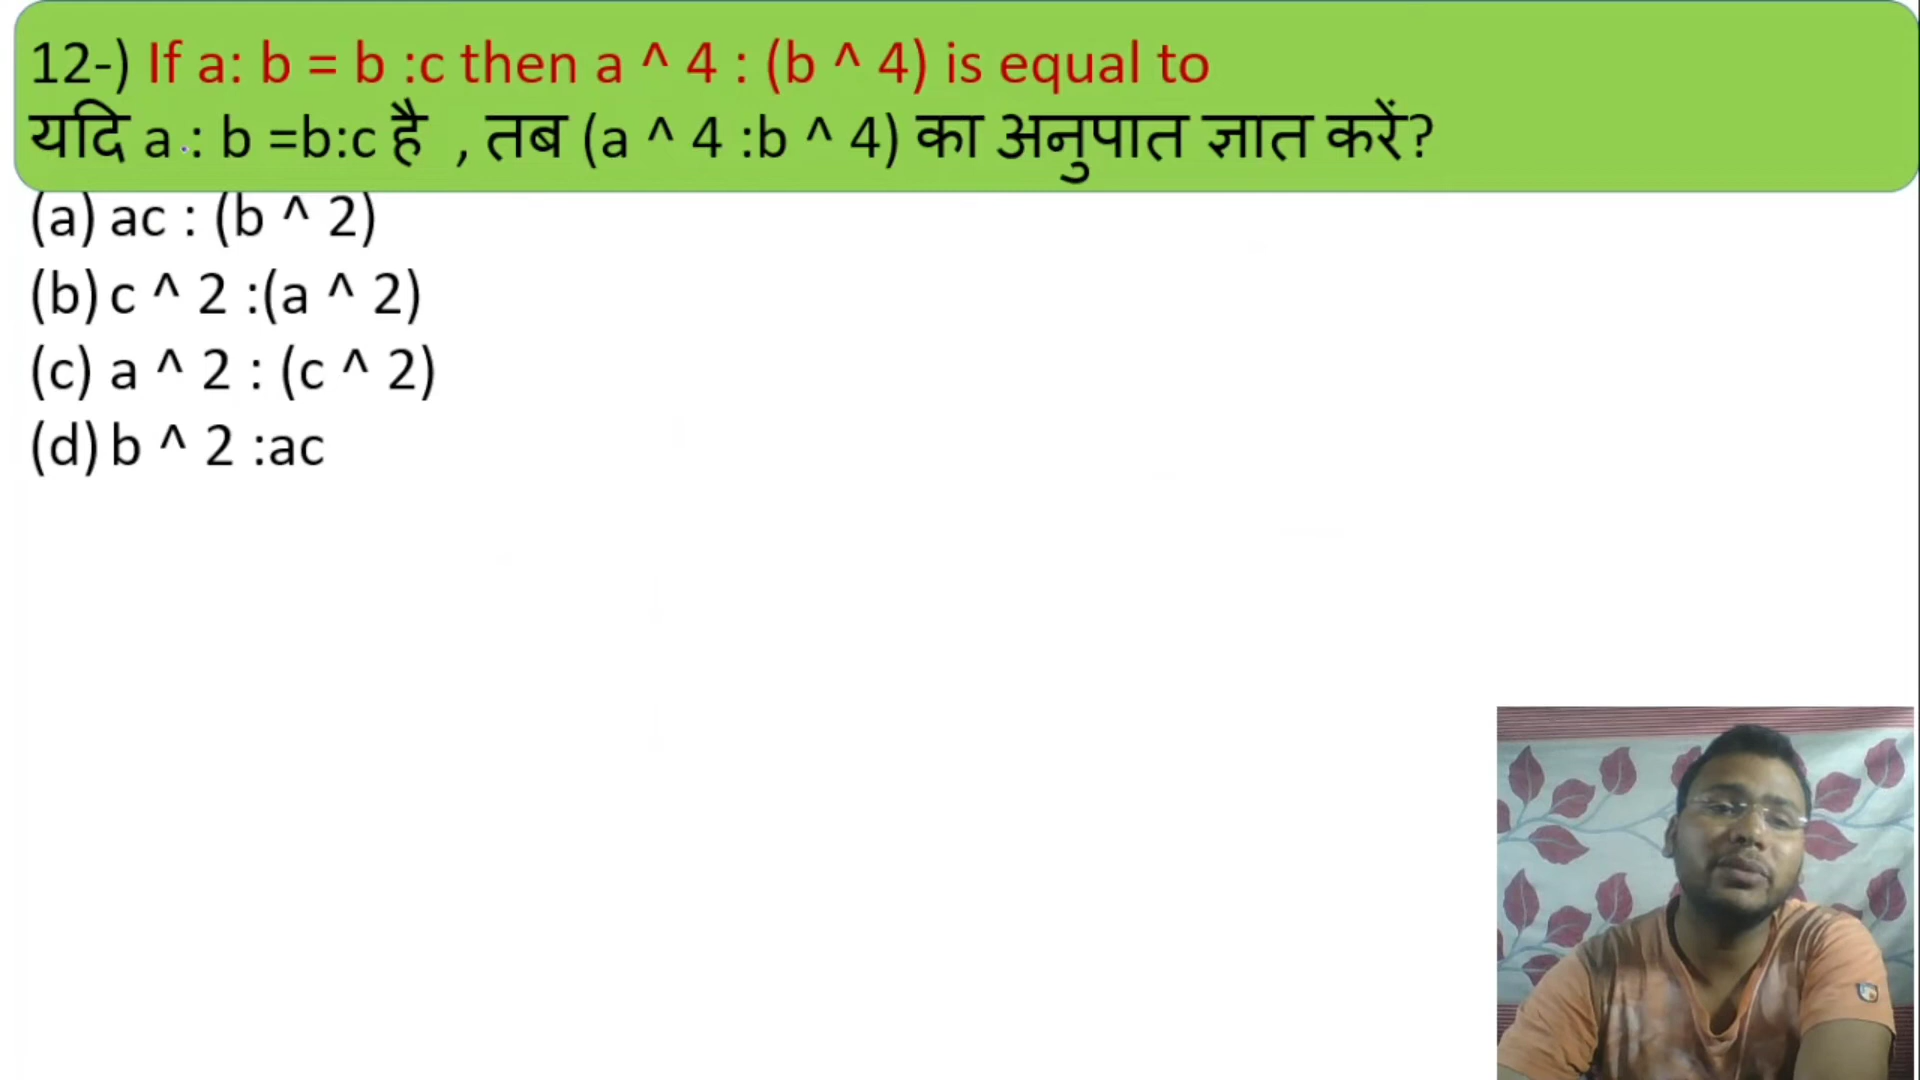 12-) If a: b = b :c then a ^ 4 : (b ^ 4) is equal to
यदि a : b =b:c है , तब (a ^ 4 :b ^ 4) का अनुपात ज्ञात करें?
(a) ac : (b ^ 2)
(b) c ^ 2 :(a ^ 2)
(c) a ^ 2 : (c ^ 2)
(d) b ^ 2 :ac